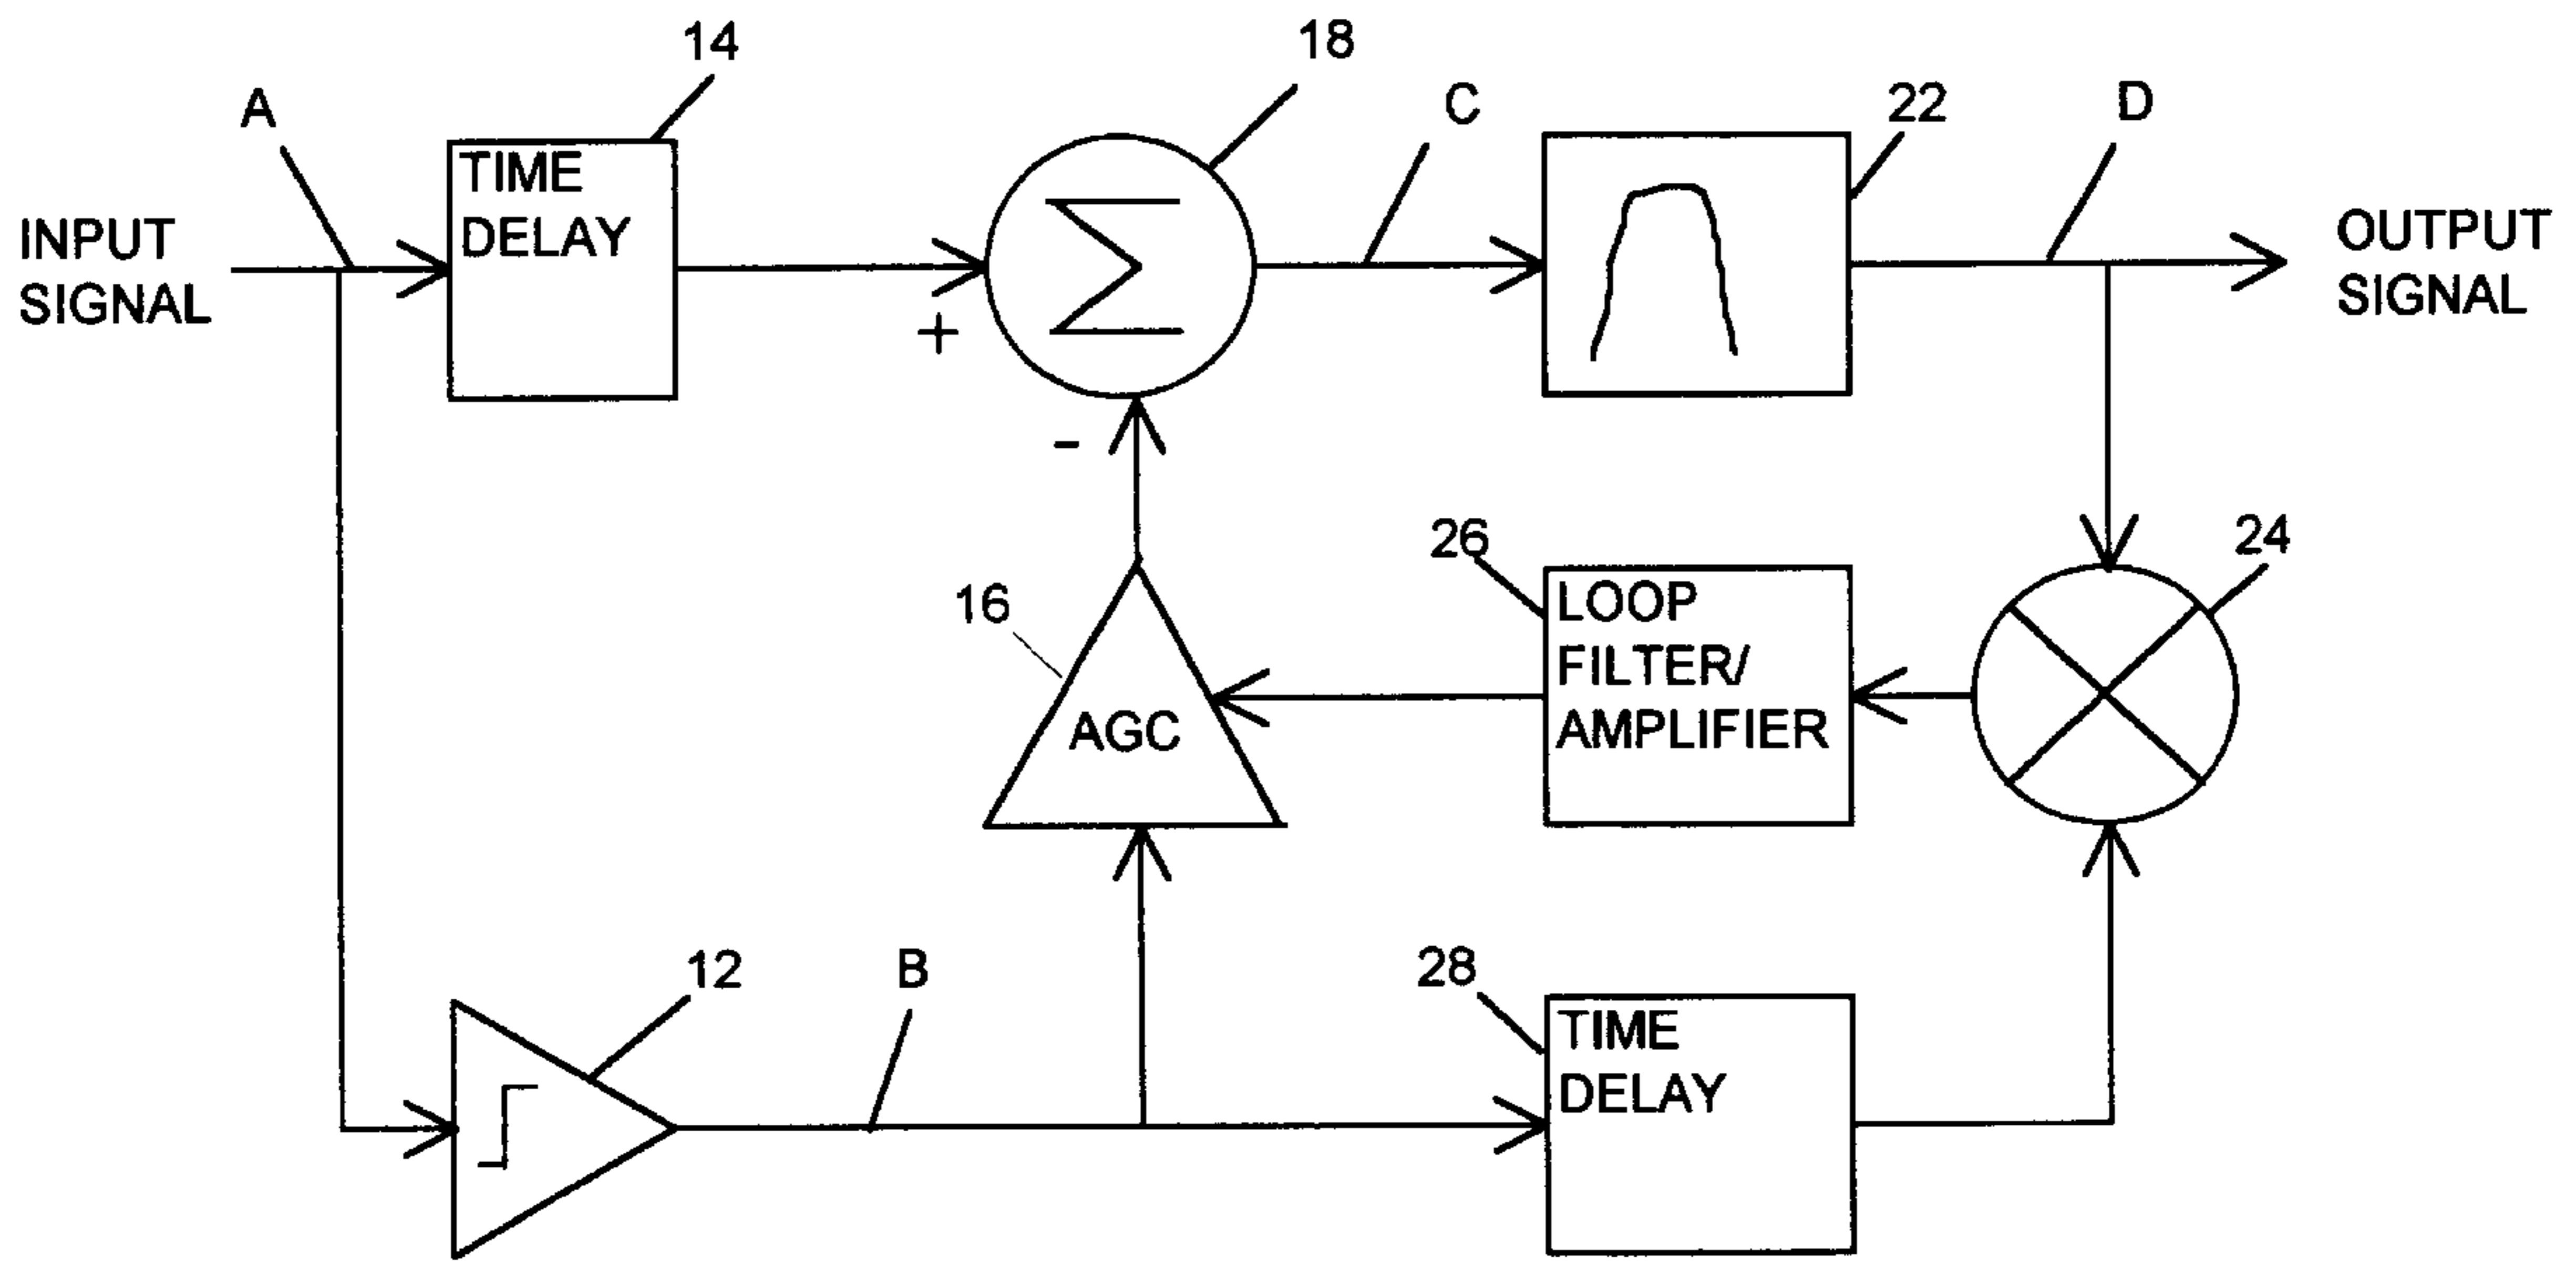 14
18
A
C
22
D
TIME
DELAY
INPUT
SIGNAL
+
OUTPUT
SIGNAL
-
26
24
16
LOOP
FILTER/
AMPLIFIER
AGC
12
B
28
TIME
DELAY